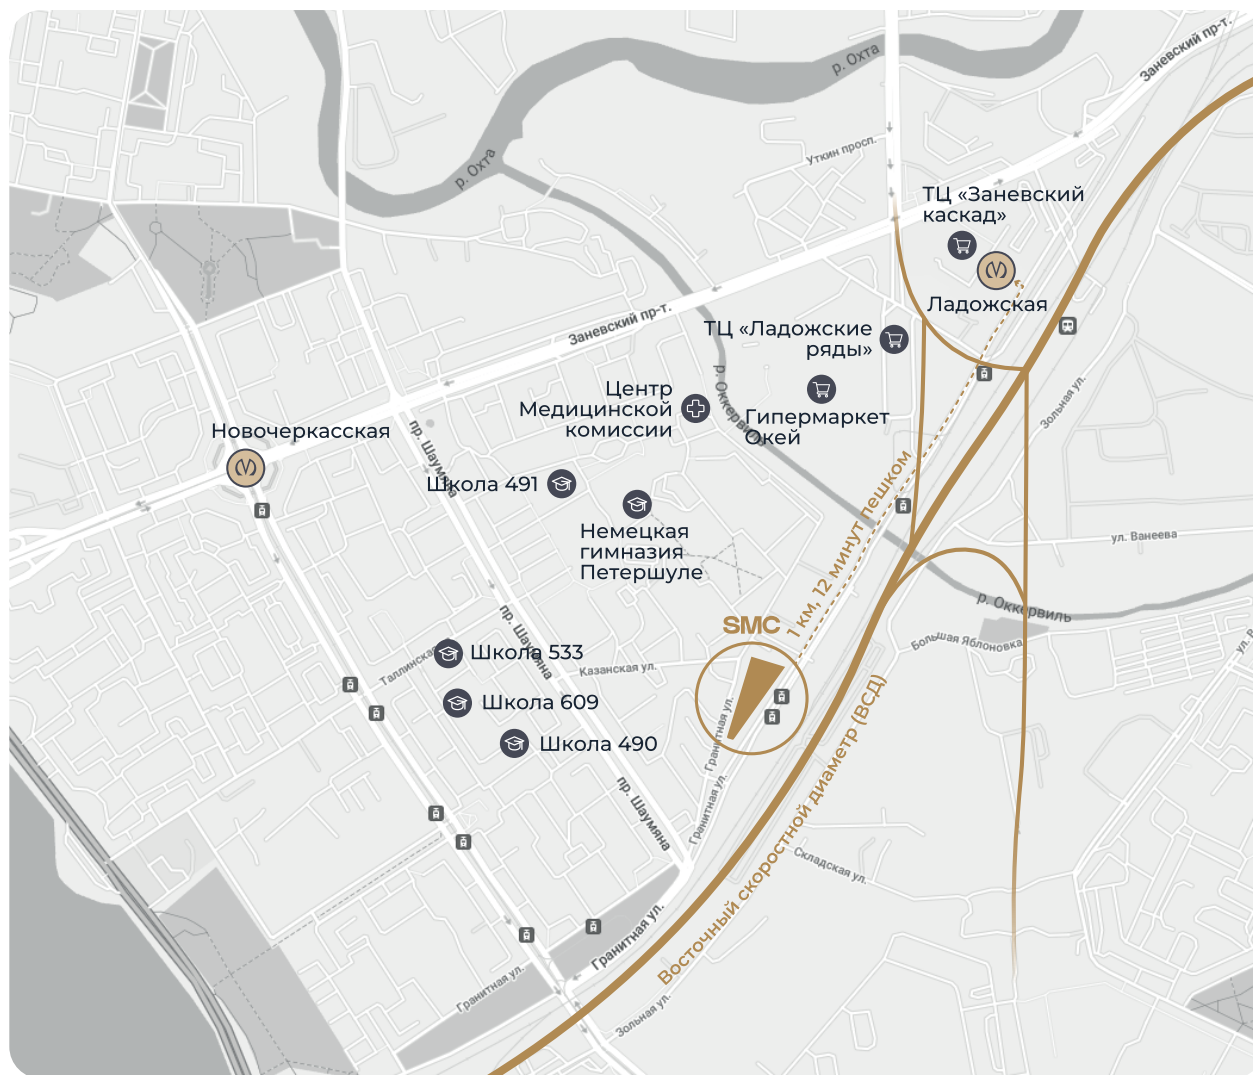 Заневский пр-т.
р. Охта
Уткин просп.
р. Охта
ТЦ «Заневский
каскад»
Ладожская
Заневский пр-т.
ТЦ «Ладожские
ряды»
р. Оккервиль
Центр
Медицинской
комиссии
Гипермаркет
Окей
Зольная ул.
Новочеркасская
пр. Шаумяна
Школа 491
Немецкая
гимназия
Петершуле
1 км, 12 минут пешком
ул. Ванеева
р. Оккервиль
SMC
Большая Яблоновка
ул. Р
пр. Шаумяна
Таллинская
Школа 533
Казанская ул.
Школа 609
Школа 490
Гранитная ул.
Гранитная ул.
Восточный скоростной диаметр (ВСД)
пр. Шаумяна
Складская ул.
Гранитная ул.
Гранитная ул.
Зольная ул.